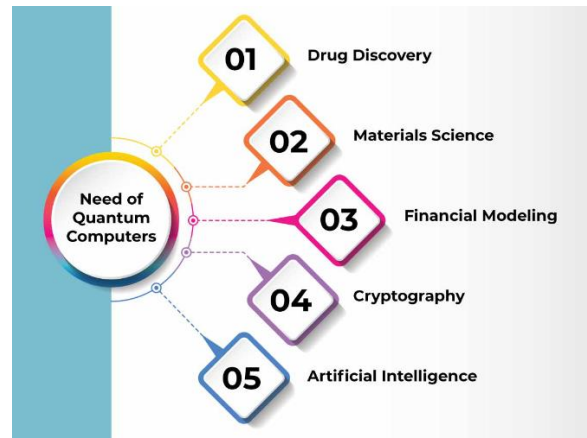 Need of
Quantum
Computers
01
Drug Discovery
02
Materials Science
03
Financial Modeling
04
Cryptography
05
Artificial Intelligence